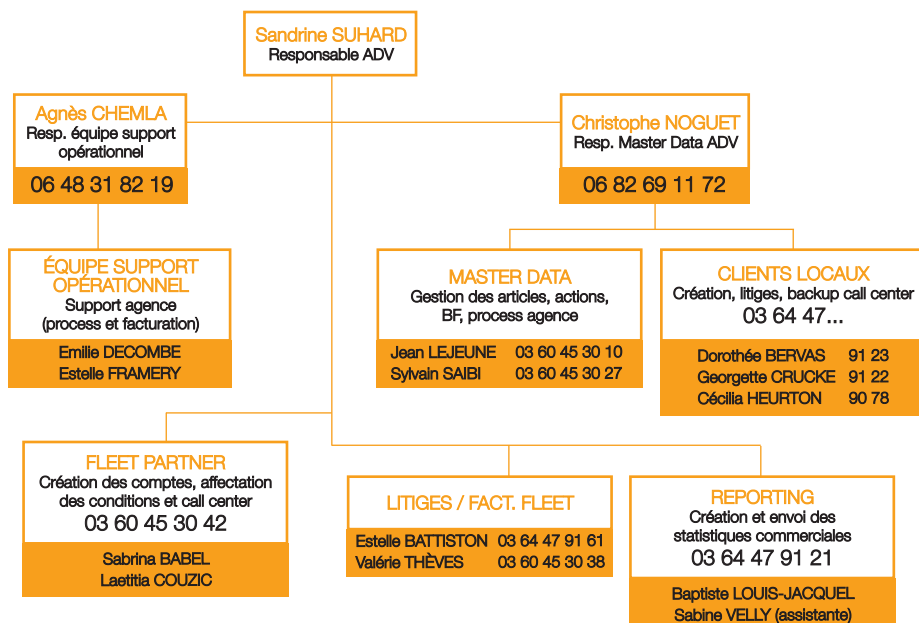 Sandrine SUHARD
Responsable ADV
Agnès CHEMLA
Resp. équipe support
opérationnel
06 48 31 82 19
Christophe NOGUET
Resp. Master Data ADV
06 82 69 11 72
ÉQUIPE SUPPORT
OPÉRATIONNEL
Support agence
(process et facturation)
Emilie DECOMBE
Estelle FRAMERY
MASTER DATA
Gestion des articles, actions,
BF, process agence
Jean LEJEUNE 03 60 45 30 10
Sylvain SAIBI 03 60 45 30 27
CLIENTS LOCAUX
Création, litiges, backup call center
03 64 47...
Dorothée BERVAS 91 23
Georgette CRUCKE 91 22
Cécilia HEURTON 90 78
FLEET PARTNER
Création des comptes, affectation
des conditions et call center
03 60 45 30 42
Sabrina BABEL
Laetitia COUZIC
LITIGES / FACT. FLEET
Estelle BATTISTON 03 64 47 91 61
Valérie THÈVES 03 60 45 30 38
REPORTING
Création et envoi des
statistiques commerciales
03 64 47 91 21
Baptiste LOUIS-JACQUEL
Sabine VELLY (assistante)